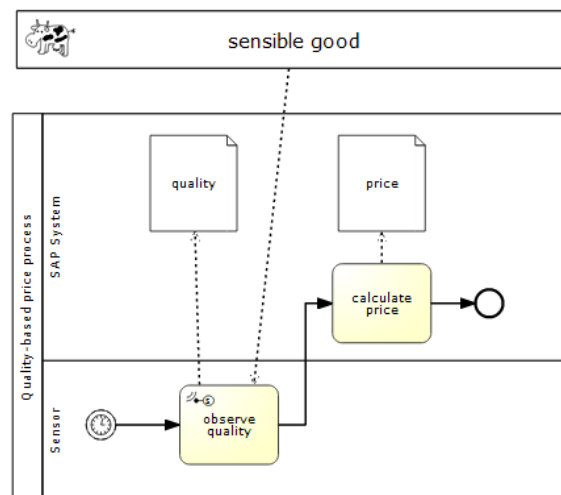 sensible good
Quality-based price process
SAP System
quality
price
calculate
price
Sensor
S
observe
quality